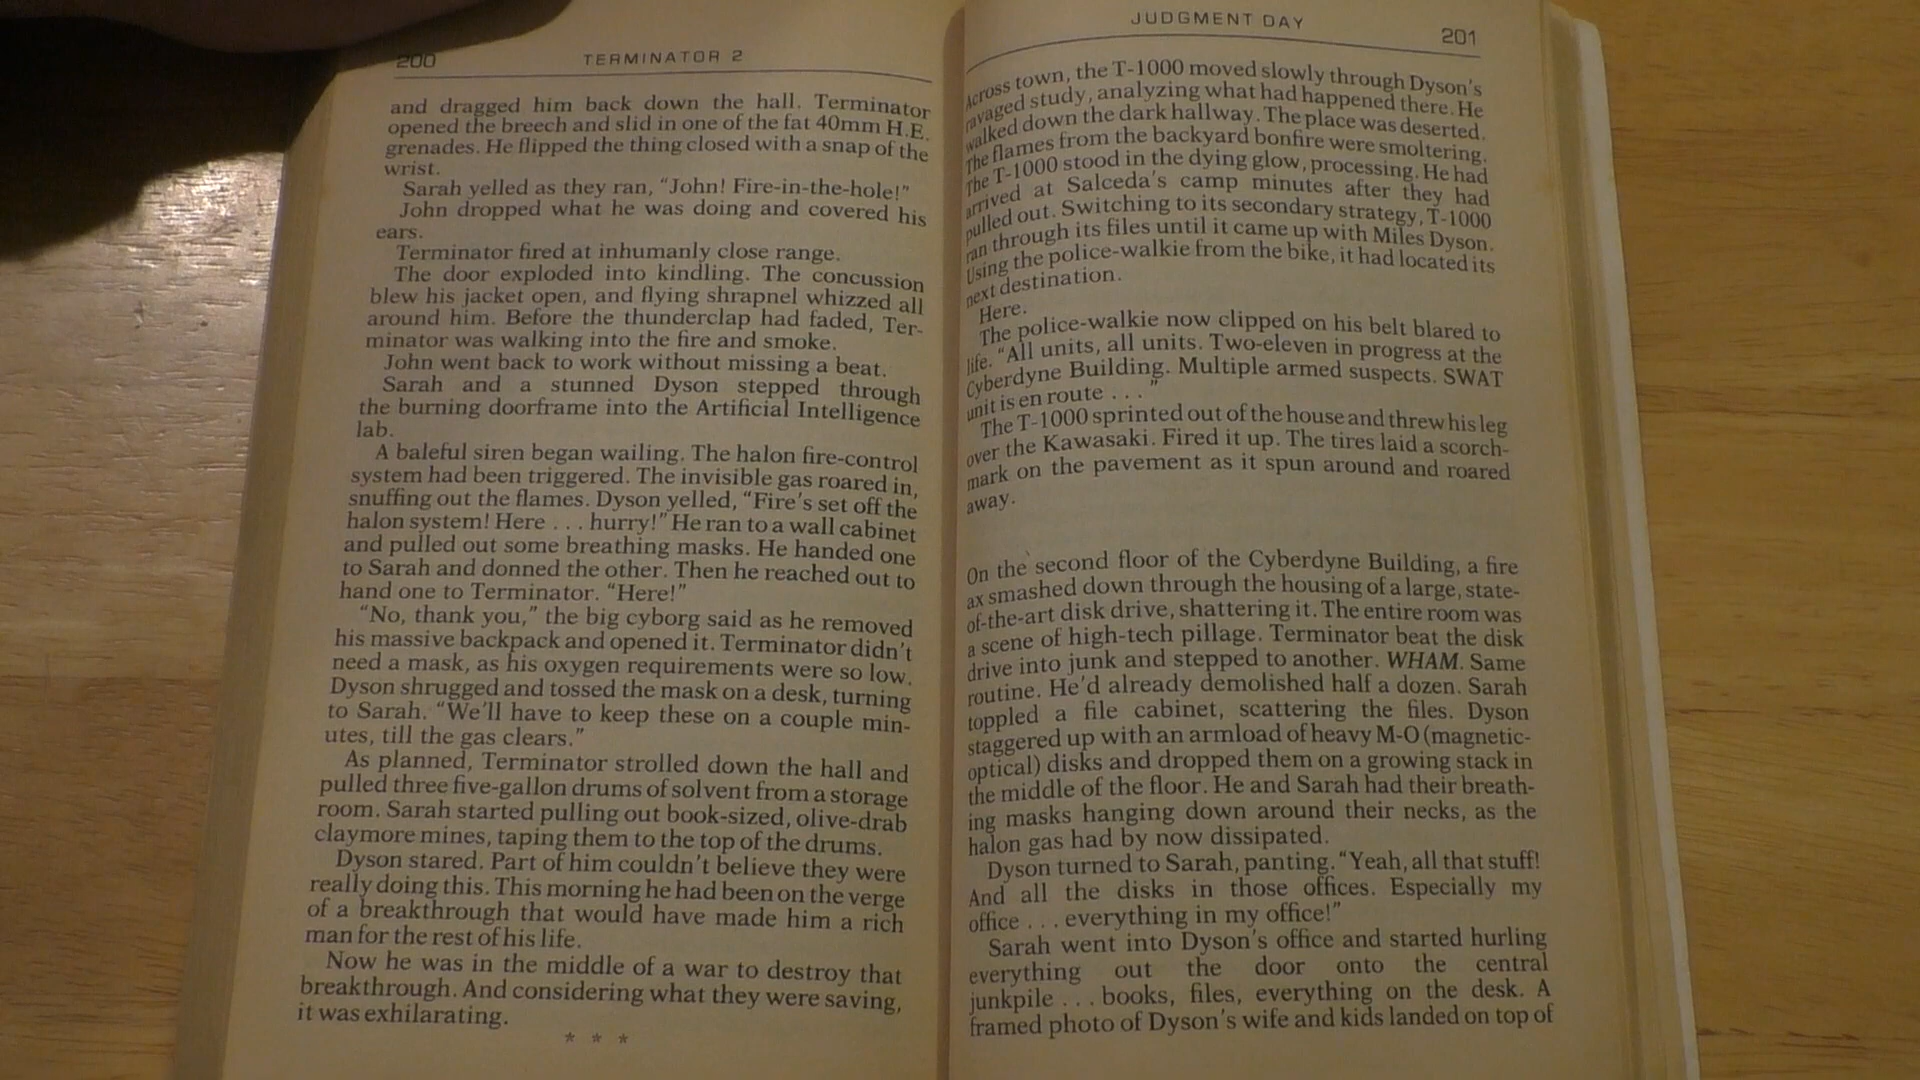 200
TERMINATOR 2
and dragged him back down the hall. Terminator
opened the breech and slid in one of the fat 40mm H.E.
grenades. He flipped the thing closed with a snap of the
wrist.
Sarah yelled as they ran, “John! Fire-in-the-hole!”
John dropped what he was doing and covered his
ears.
Terminator fired at inhumanly close range.
The door exploded into kindling. The concussion
blew his jacket open, and flying shrapnel whizzed all
around him. Before the thunderclap had faded, Ter-
minator was walking into the fire and smoke.
John went back to work without missing a beat.
Sarah and a stunned Dyson stepped through
the burning doorframe into the Artificial Intelligence
lab.
A baleful siren began wailing. The halon fire-control
system had been triggered. The invisible gas roared in,
snuffing out the flames. Dyson yelled, “Fire’s set off the
halon system! Here . . . hurry!” He ran to a wall cabinet
and pulled out some breathing masks. He handed one
to Sarah and donned the other. Then he reached out to
hand one to Terminator. “Here!”
“No, thank you,” the big cyborg said as he removed
his massive backpack and opened it. Terminator didn’t
need a mask, as his oxygen requirements were so low.
Dyson shrugged and tossed the mask on a desk, turning
to Sarah. “We’ll have to keep these on a couple min-
utes, till the gas clears.”
As planned, Terminator strolled down the hall and
pulled three five-gallon drums of solvent from a storage
room. Sarah started pulling out book-sized, olive-drab
claymore mines, taping them to the top of the drums.
Dyson stared. Part of him couldn’t believe they were
really doing this. This morning he had been on the verge
of a breakthrough that would have made him a rich
man for the rest of his life.
Now he was in the middle of a war to destroy that
breakthrough. And considering what they were saving,
it was exhilarating.
* * *
JUDGMENT DAY
201
Across town, the T-1000 moved slowly through Dyson’s
ravaged study, analyzing what had happened there. He
walked down the dark hallway. The place was deserted.
The flames from the backyard bonfire were smoltering.
The T-1000 stood in the dying glow, processing. He had
arrived at Salceda’s camp minutes after they had
pulled out. Switching to its secondary strategy, T-1000
ran through its files until it came up with Miles Dyson.
Using the police-walkie from the bike, it had located its
next destination.
Here.
The police-walkie now clipped on his belt blared to
life. “All units, all units. Two-eleven in progress at the
Cyberdyne Building. Multiple armed suspects. SWAT
unit is en route . . . ”
The T-1000 sprinted out of the house and threw his leg
over the Kawasaki. Fired it up. The tires laid a scorch-
mark on the pavement as it spun around and roared
away.
On the second floor of the Cyberdyne Building, a fire
ax smashed down through the housing of a large, state-
of-the-art disk drive, shattering it. The entire room was
a scene of high-tech pillage. Terminator beat the disk
drive into junk and stepped to another. WHAM. Same
routine. He’d already demolished half a dozen. Sarah
toppled a file cabinet, scattering the files. Dyson
staggered up with an armload of heavy M-O (magnetic-
optical) disks and dropped them on a growing stack in
the middle of the floor. He and Sarah had their breath-
ing masks hanging down around their necks, as the
halon gas had by now dissipated.
Dyson turned to Sarah, panting. “Yeah, all that stuff!
And all the disks in those offices. Especially my
office . . . everything in my office!”
Sarah went into Dyson’s office and started hurling
everything out the door onto the central
junkpile . . . books, files, everything on the desk. A
framed photo of Dyson’s wife and kids landed on top of